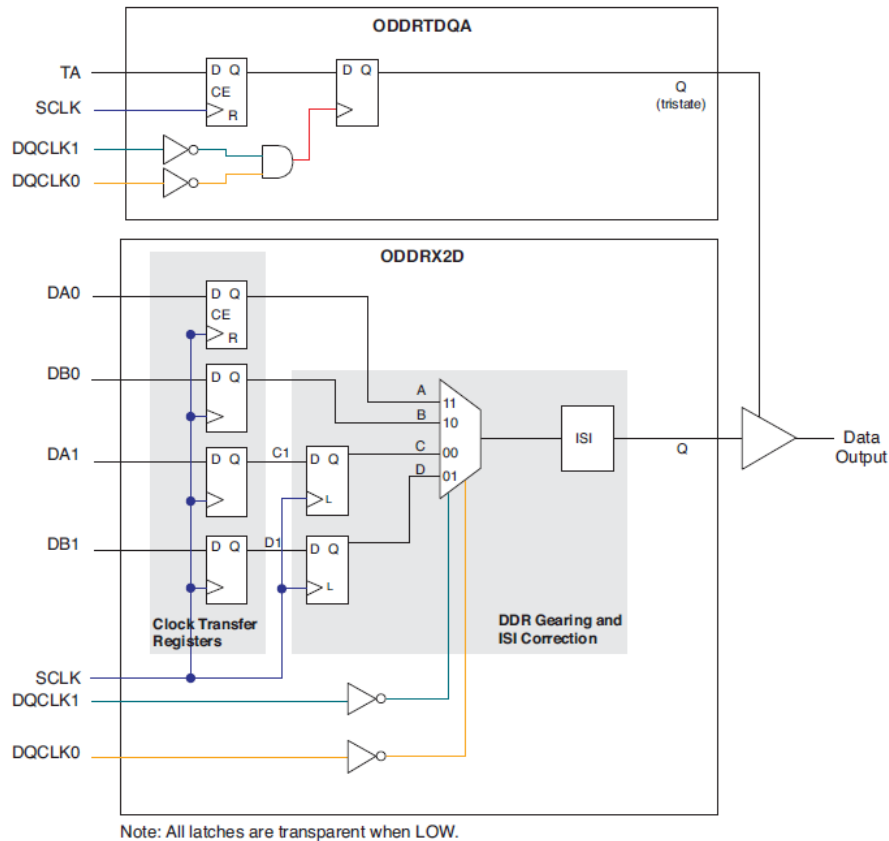 ODDRTDQA
TA
D Q
CE
R
D Q
Q
(tristate)
SCLK
DQCLK1
DQCLK0
ODDRX2D
DA0
D Q
CE
R
DB0
D Q
A
11
B
10
DA1
D Q
C1
D Q
L
C
00
D
01
ISI
Q
Data
Output
DB1
D Q
D1
D Q
L
Clock Transfer
Registers
DDR Gearing and
ISI Correction
SCLK
DQCLK1
DQCLK0
Note: All latches are transparent when LOW.